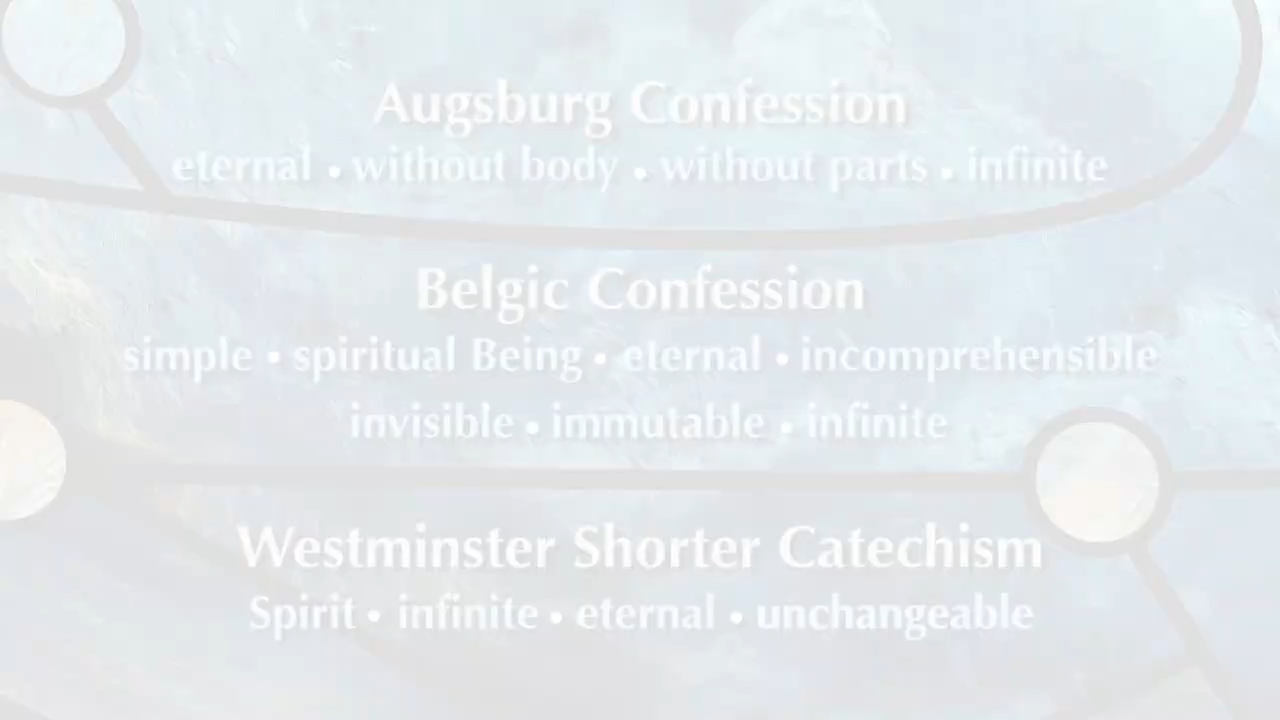 Augsburg Confession
eternal • without body • without parts • infinite
Belgic Confession
simple • spiritual Being • eternal • incomprehensible
invisible • immutable • infinite
Westminster Shorter Catechism
Spirit • infinite • eternal • unchangeable